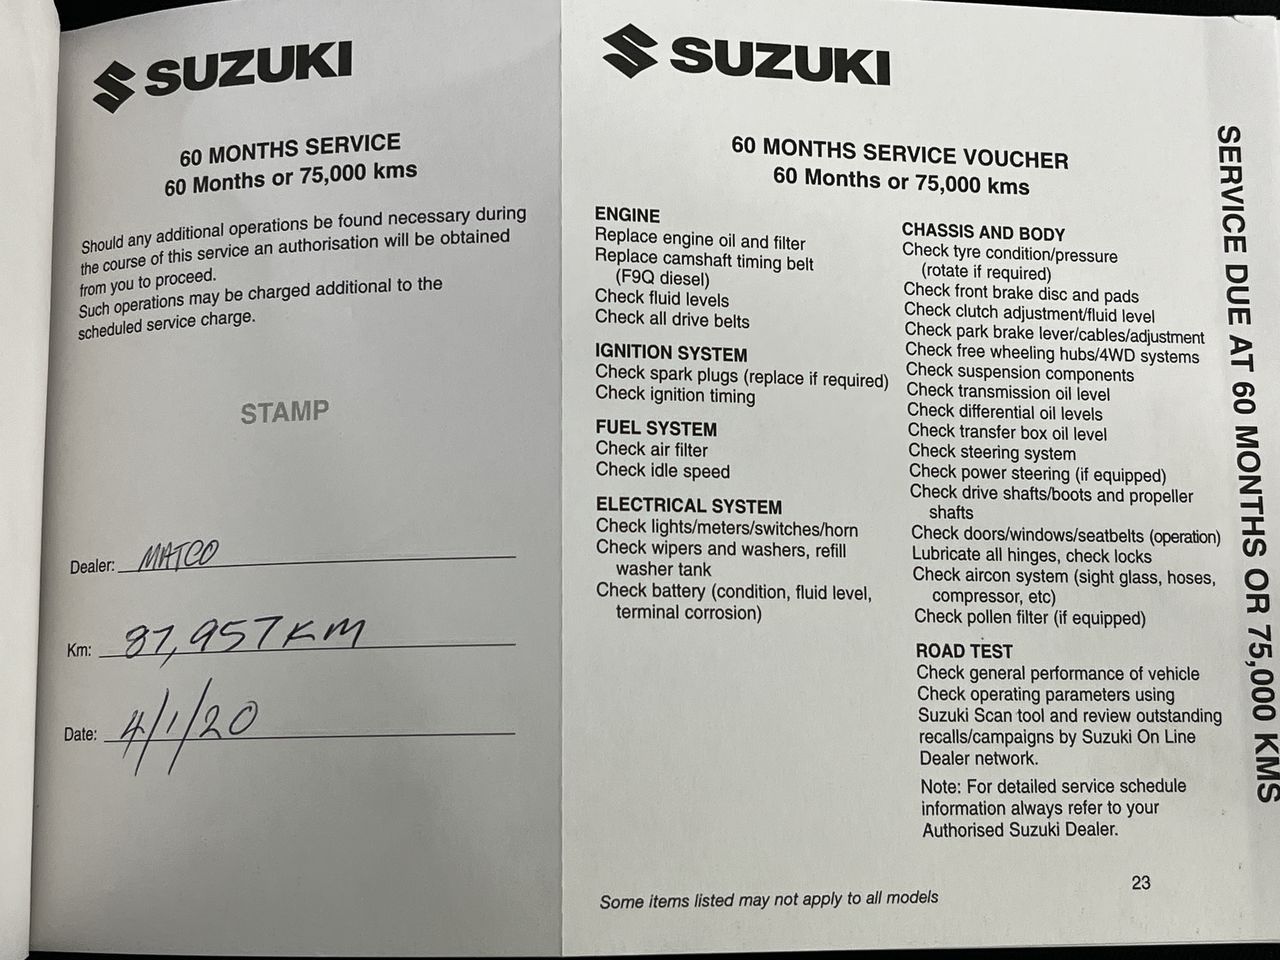 SUZUKI
60 MONTHS SERVICE
60 Months or 75,000 kms
Should any additional operations be found necessary during
the course of this service an authorisation will be obtained
from you to proceed.
Such operations may be charged additional to the
scheduled service charge.
STAMP
Dealer: MATCO
Km: 87,957KM
Date: 4/1/20
SUZUKI
60 MONTHS SERVICE VOUCHER
60 Months or 75,000 kms
ENGINE
Replace engine oil and filter
Replace camshaft timing belt
(F9Q diesel)
Check fluid levels
Check all drive belts
IGNITION SYSTEM
Check spark plugs (replace if required)
Check ignition timing
FUEL SYSTEM
Check air filter
Check idle speed
ELECTRICAL SYSTEM
Check lights/meters/switches/horn
Check wipers and washers, refill
washer tank
Check battery (condition, fluid level,
terminal corrosion)
CHASSIS AND BODY
Check tyre condition/pressure
(rotate if required)
Check front brake disc and pads
Check clutch adjustment/fluid level
Check park brake lever/cables/adjustment
Check free wheeling hubs/4WD systems
Check suspension components
Check transmission oil level
Check differential oil levels
Check transfer box oil level
Check steering system
Check power steering (if equipped)
Check drive shafts/boots and propeller
shafts
Check doors/windows/seatbelts (operation)
Lubricate all hinges, check locks
Check aircon system (sight glass, hoses,
compressor, etc)
Check pollen filter (if equipped)
ROAD TEST
Check general performance of vehicle
Check operating parameters using
Suzuki Scan tool and review outstanding
recalls/campaigns by Suzuki On Line
Dealer network.
Note: For detailed service schedule
information always refer to your
Authorised Suzuki Dealer.
23
Some items listed may not apply to all models
SERVICE DUE AT 60 MONTHS OR 75,000 KMS